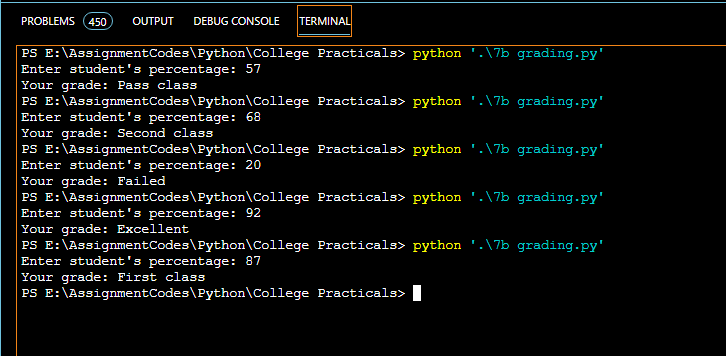 PROBLEMS 450 OUTPUT DEBUG CONSOLE TERMINAL
PS E:\AssignmentCodes\Python\College Practicals> python '.\7b grading.py'
Enter student's percentage: 57
Your grade: Pass class
PS E:\AssignmentCodes\Python\College Practicals> python '.\7b grading.py'
Enter student's percentage: 68
Your grade: Second class
PS E:\AssignmentCodes\Python\College Practicals> python '.\7b grading.py'
Enter student's percentage: 20
Your grade: Failed
PS E:\AssignmentCodes\Python\College Practicals> python '.\7b grading.py'
Enter student's percentage: 92
Your grade: Excellent
PS E:\AssignmentCodes\Python\College Practicals> python '.\7b grading.py'
Enter student's percentage: 87
Your grade: First class
PS E:\AssignmentCodes\Python\College Practicals>